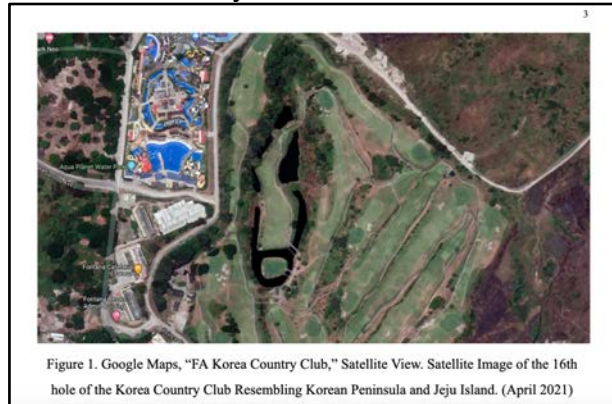 3
Aqua Planet Water Park
Figure 1. Google Maps, “FA Korea Country Club,” Satellite View. Satellite Image of the 16th
hole of the Korea Country Club Resembling Korean Peninsula and Jeju Island. (April 2021)